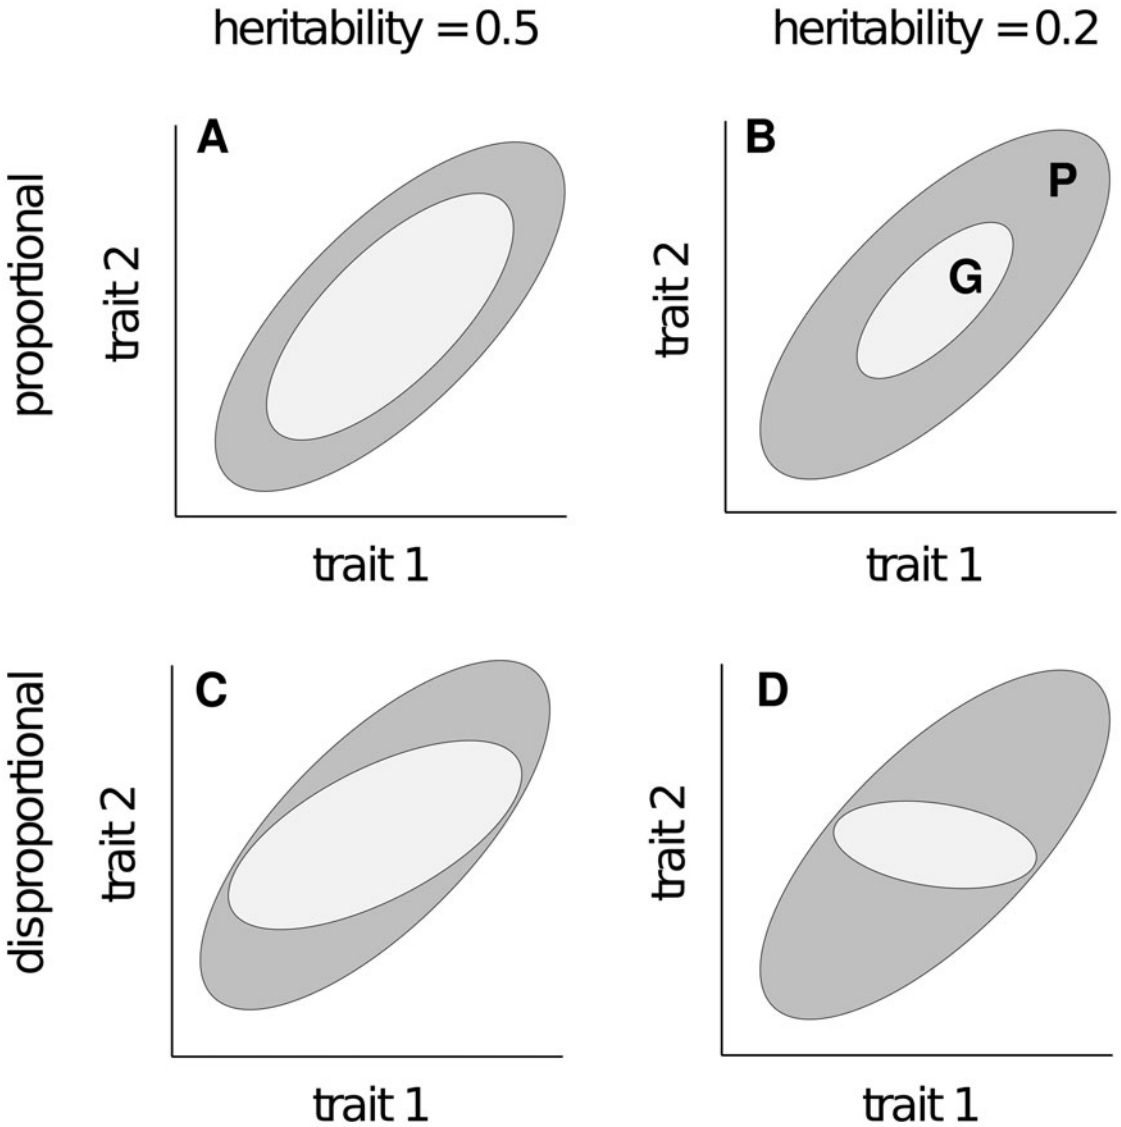 heritability = 0.5
heritability = 0.2
proportional
A
trait 2
trait 1
B
P
G
trait 2
trait 1
disproportional
C
trait 2
trait 1
D
trait 2
trait 1